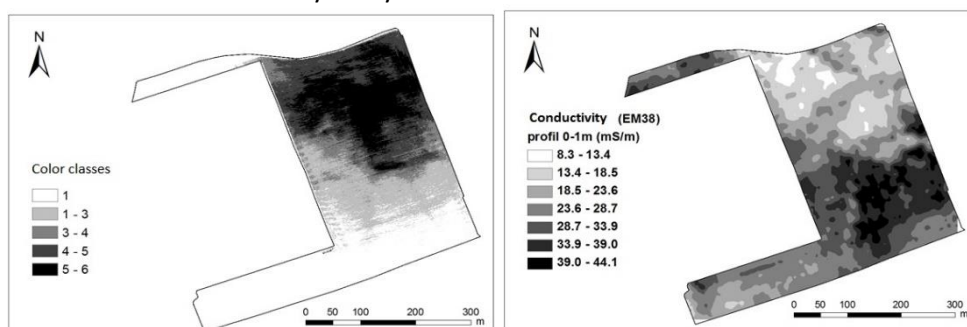 N
Color classes
1
1 - 3
3 - 4
4 - 5
5 - 6
0 100 200 300
m
N
Conductivity (EM38)
profil 0-1m (mS/m)
8.3 - 13.4
13.4 - 18.5
18.5 - 23.6
23.6 - 28.7
28.7 - 33.9
33.9 - 39.0
39.0 - 44.1
0 100 200 300
m